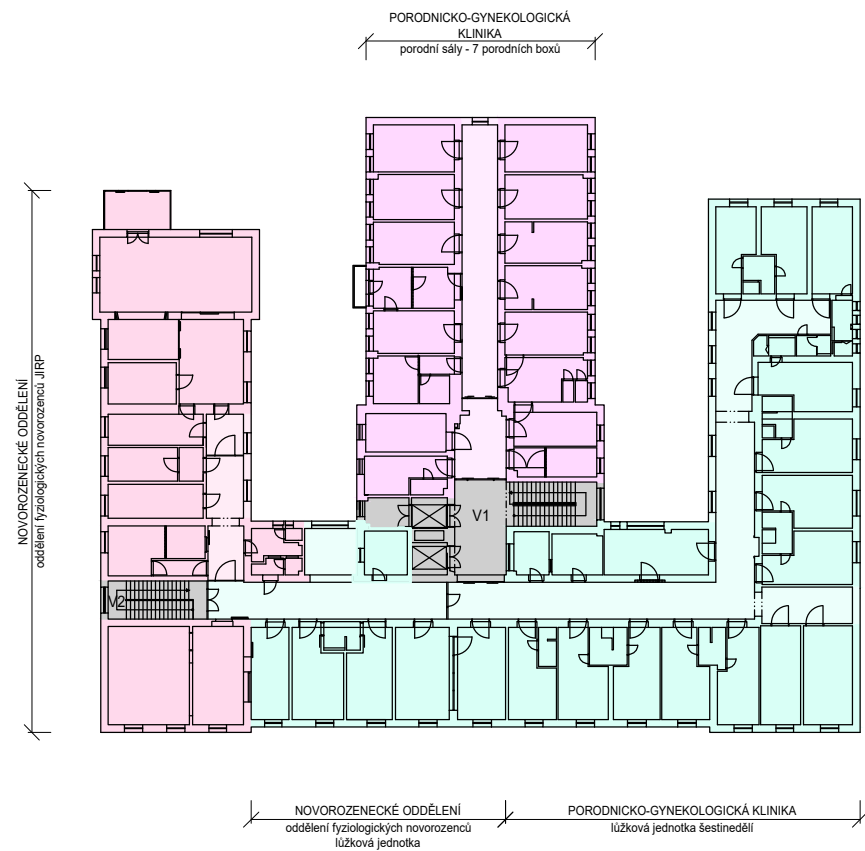 PORODNICKO-GYNEKOLOGICKÁ
KLINIKA
porodní sály - 7 porodních boxů
NOVOROZENECKÉ ODDĚLENÍ
oddělení fyziologických novorozenců JIRP
V1
V2
NOVOROZENECKÉ ODDĚLENÍ
oddělení fyziologických novorozenců
lůžková jednotka
PORODNICKO-GYNEKOLOGICKÁ KLINIKA
lůžková jednotka šestinedělí